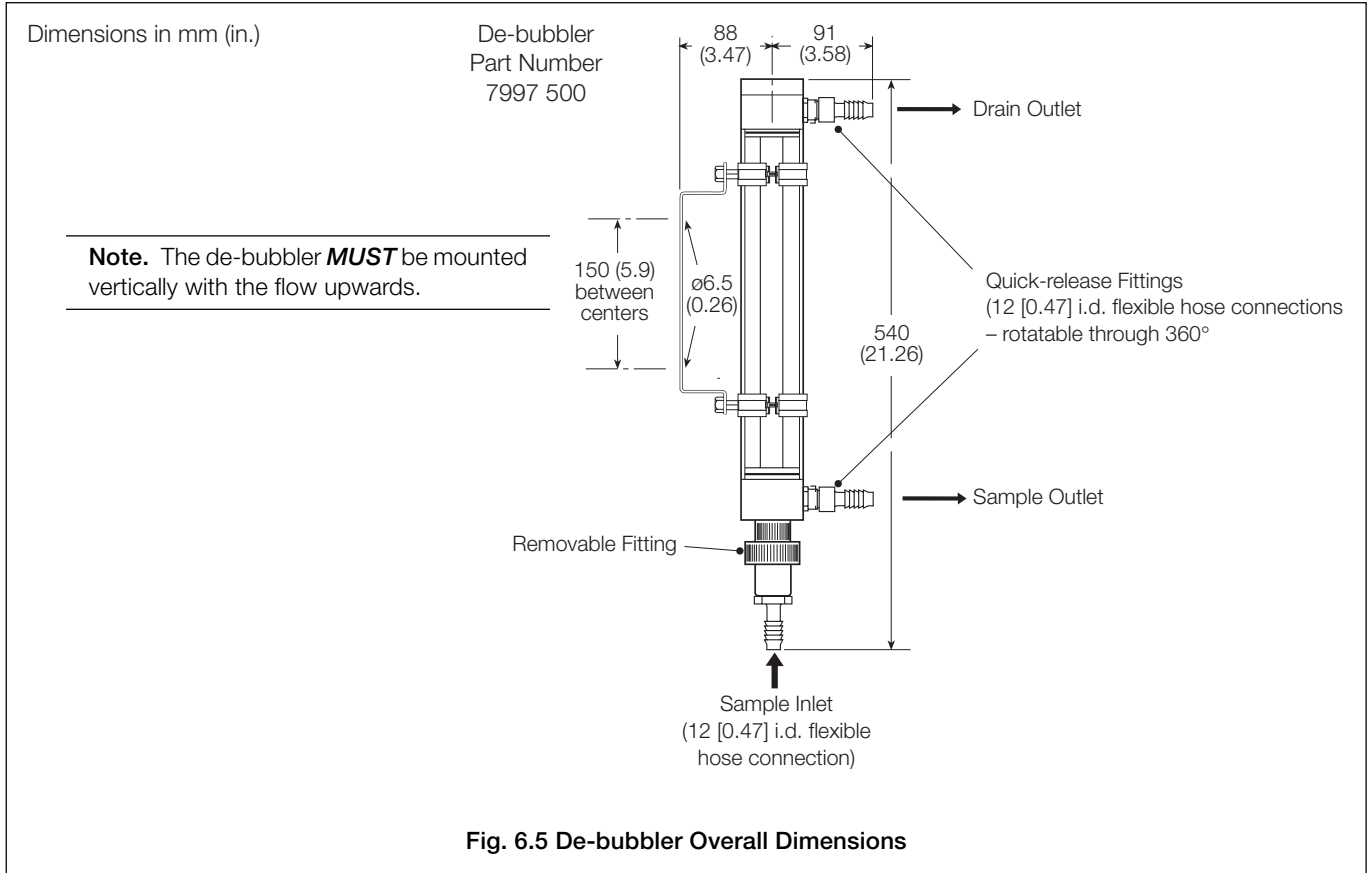 Dimensions in mm (in.)
De-bubbler
Part Number
7997 500
88
(3.47)
91
(3.58)
Drain Outlet
Note. The de-bubbler MUST be mounted
vertically with the flow upwards.
150 (5.9)
between
centers
ø6.5
(0.26)
Quick-release Fittings
(12 [0.47] i.d. flexible hose connections
– rotatable through 360°
540
(21.26)
Sample Outlet
Removable Fitting
Sample Inlet
(12 [0.47] i.d. flexible
hose connection)
Fig. 6.5 De-bubbler Overall Dimensions